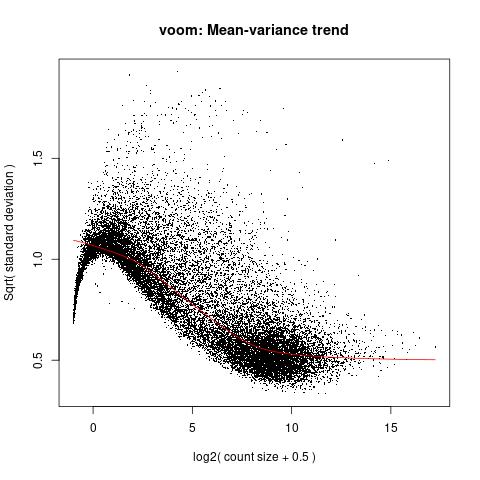 voom: Mean-variance trend
Sqrt( standard deviation )
1.5
1.0
0.5
0 5 10 15
log2( count size + 0.5 )